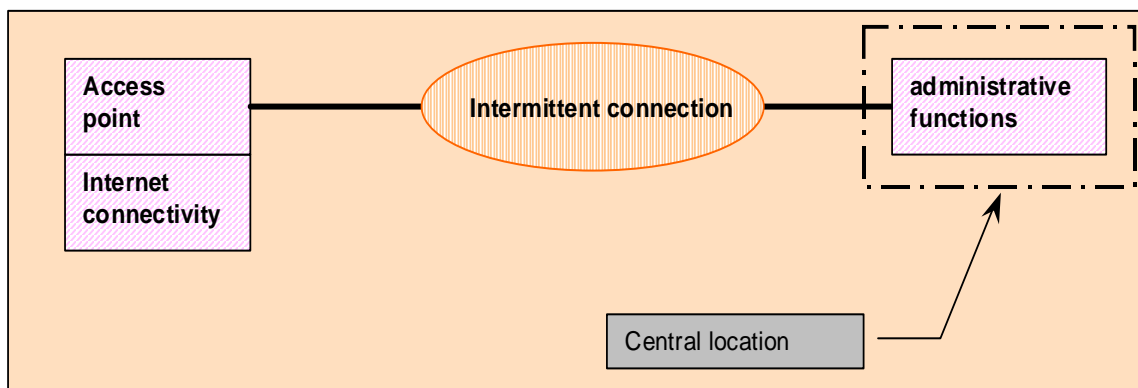 Access
point
Internet
connectivity
Intermittent connection
administrative
functions
Central location